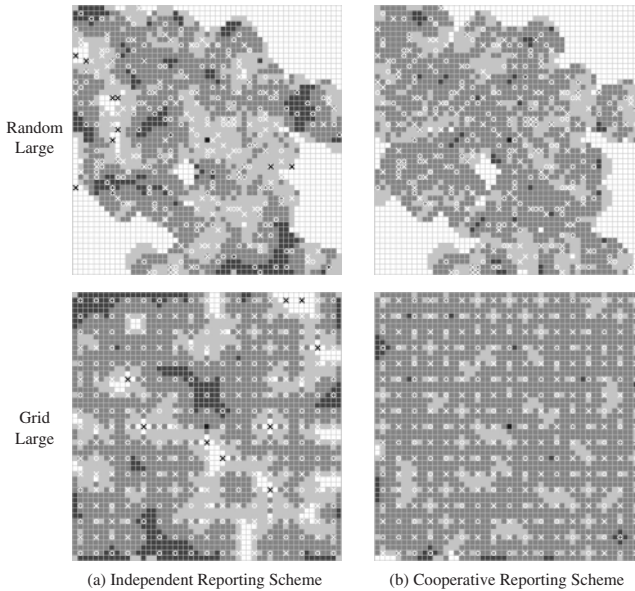 Random
Large
Grid
Large
(a) Independent Reporting Scheme
(b) Cooperative Reporting Scheme